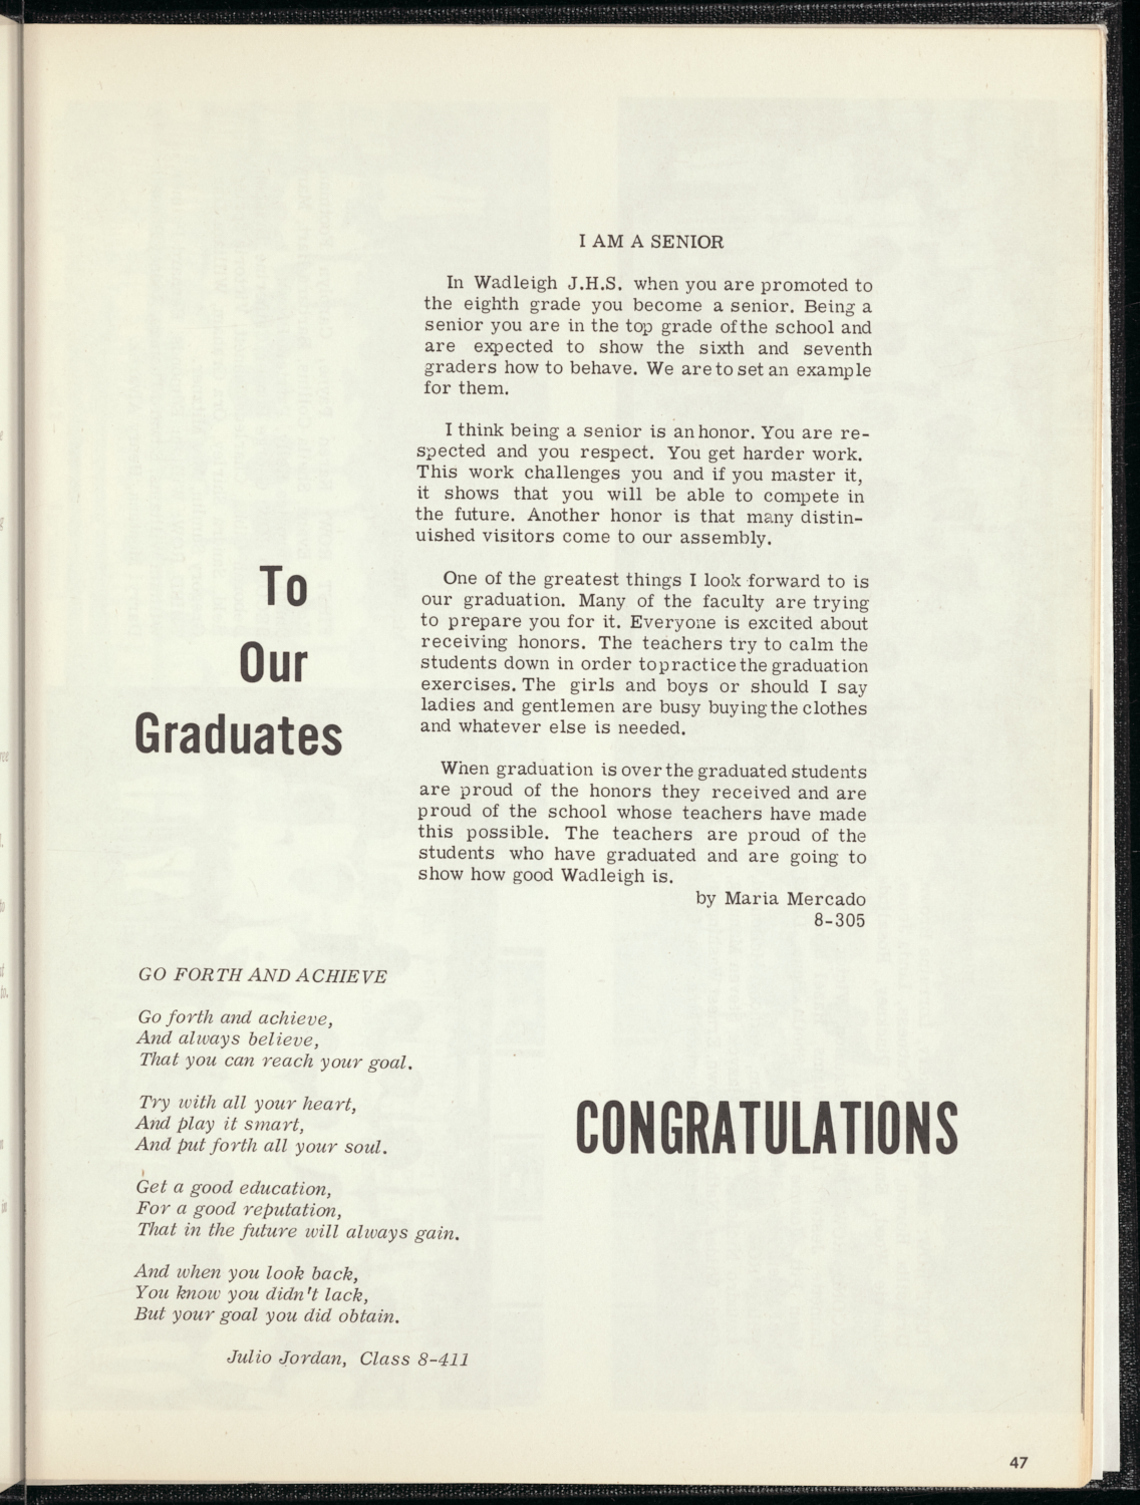 I AM A SENIOR
In Wadleigh J.H.S. when you are promoted to
the eighth grade you become a senior. Being a
senior you are in the top grade of the school and
are expected to show the sixth and seventh
graders how to behave. We are to set an example
for them.
I think being a senior is an honor. You are re-
spected and you respect. You get harder work.
This work challenges you and if you master it,
it shows that you will be able to compete in
the future. Another honor is that many distin-
uished visitors come to our assembly.
One of the greatest things I look forward to is
our graduation. Many of the faculty are trying
to prepare you for it. Everyone is excited about
receiving honors. The teachers try to calm the
students down in order to practice the graduation
exercises. The girls and boys or should I say
ladies and gentlemen are busy buying the clothes
and whatever else is needed.
When graduation is over the graduated students
are proud of the honors they received and are
proud of the school whose teachers have made
this possible. The teachers are proud of the
students who have graduated and are going to
show how good Wadleigh is.
by Maria Mercado
8-305
To
Our
Graduates
GO FORTH AND ACHIEVE
Go forth and achieve,
And always believe,
That you can reach your goal.
Try with all your heart,
And play it smart,
And put forth all your soul.
Get a good education,
For a good reputation,
That in the future will always gain.
And when you look back,
You know you didn't lack,
But your goal you did obtain.
Julio Jordan, Class 8-411
CONGRATULATIONS
47